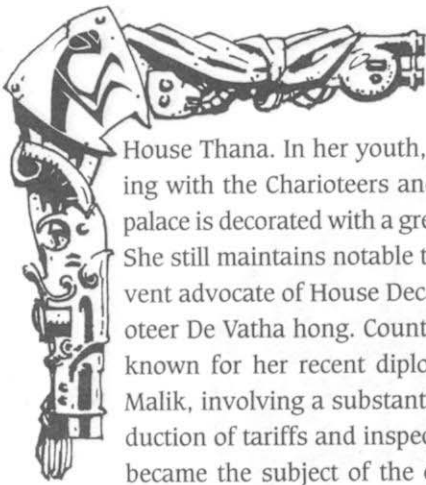 House Thana. In her youth,
ing with the Charioteers an
palace is decorated with a gre
She still maintains notable t
vent advocate of House Dec
oteer De Vatha hong. Count
known for her recent diplo
Malik, involving a substant
duction of tariffs and inspec
became the subject of the